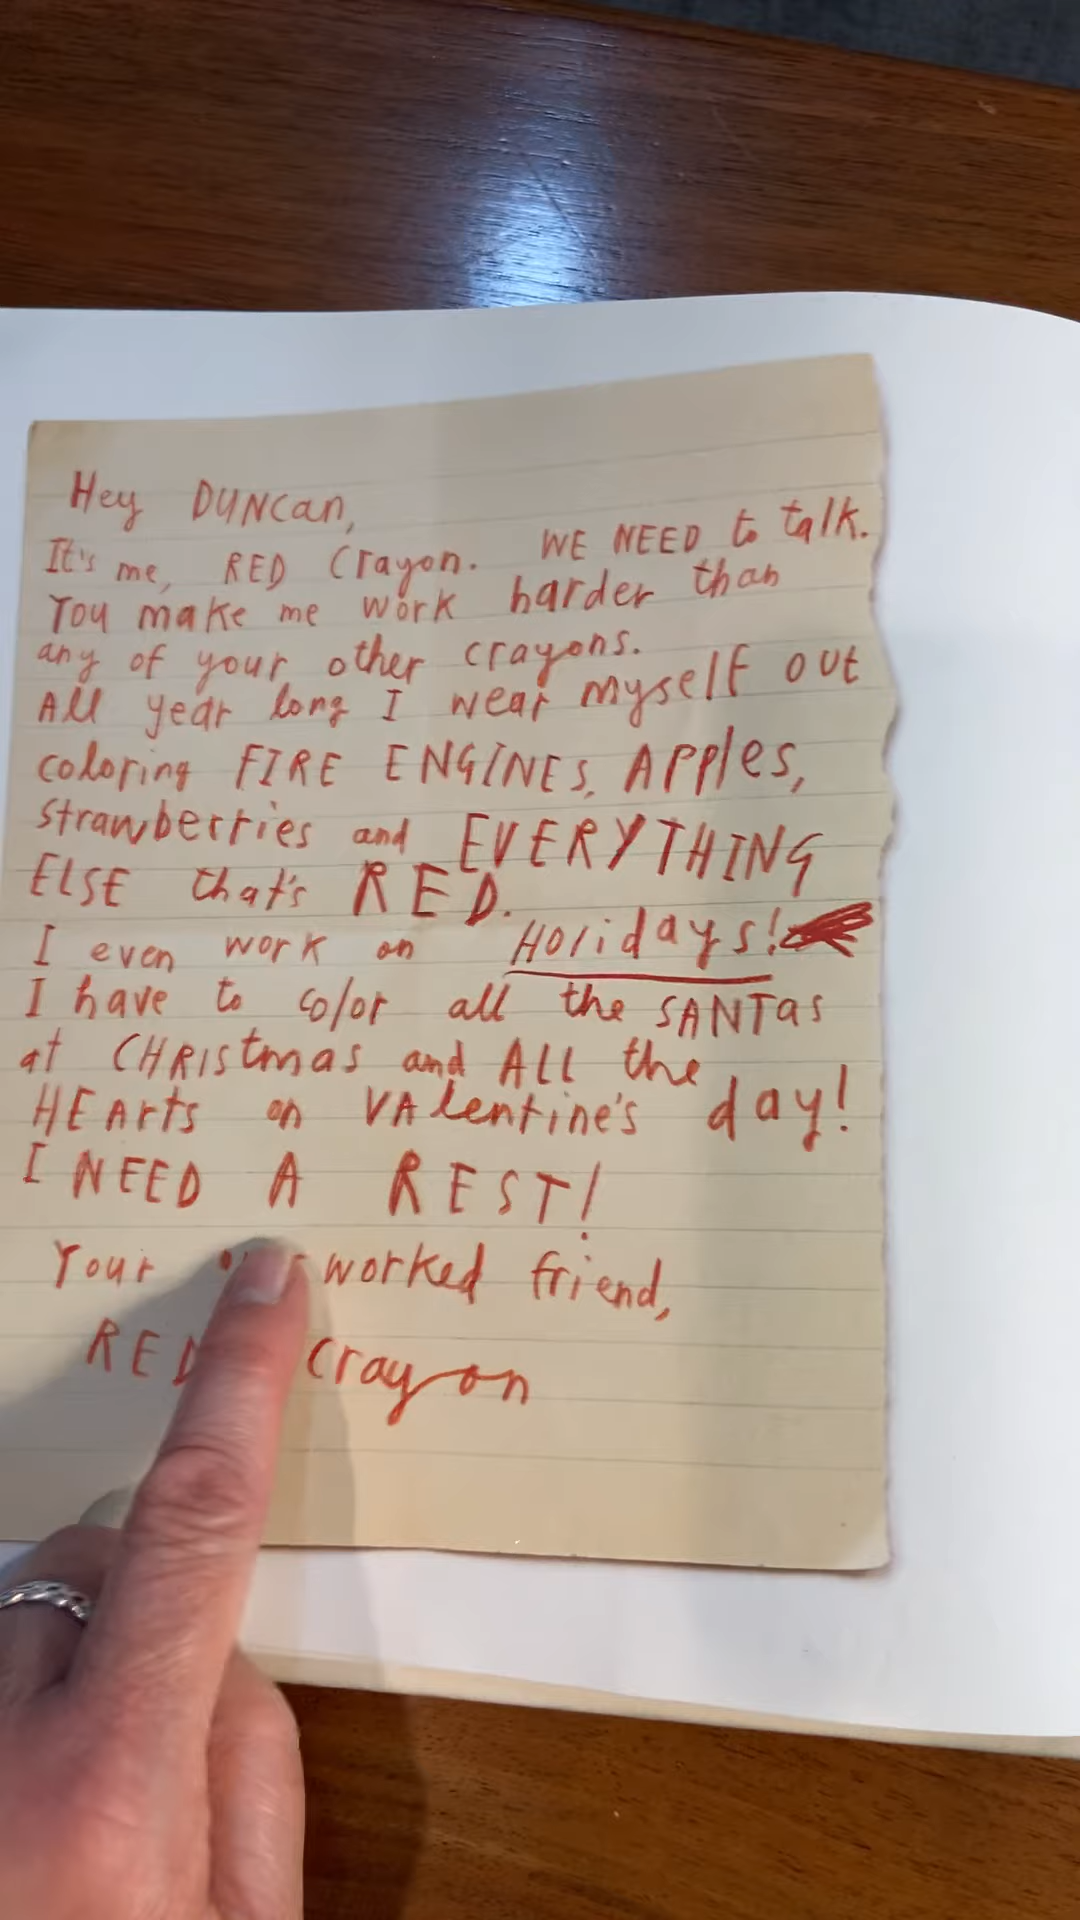 Hey DUNCan,
It's me, RED Crayon. WE NEED to talk.
You make me work harder than
any of your other crayons.
All year long I wear myself out
coloring FIRE ENGINES, APPles,
strawberries and EVERYTHING
ELSE that's RED.
I even work on Holidays!
I have to color all the SANTas
at CHRIStmas and ALL the
HEArts on VAlentine's day!
I NEED A REST!
Your worked friend,
RED Crayon